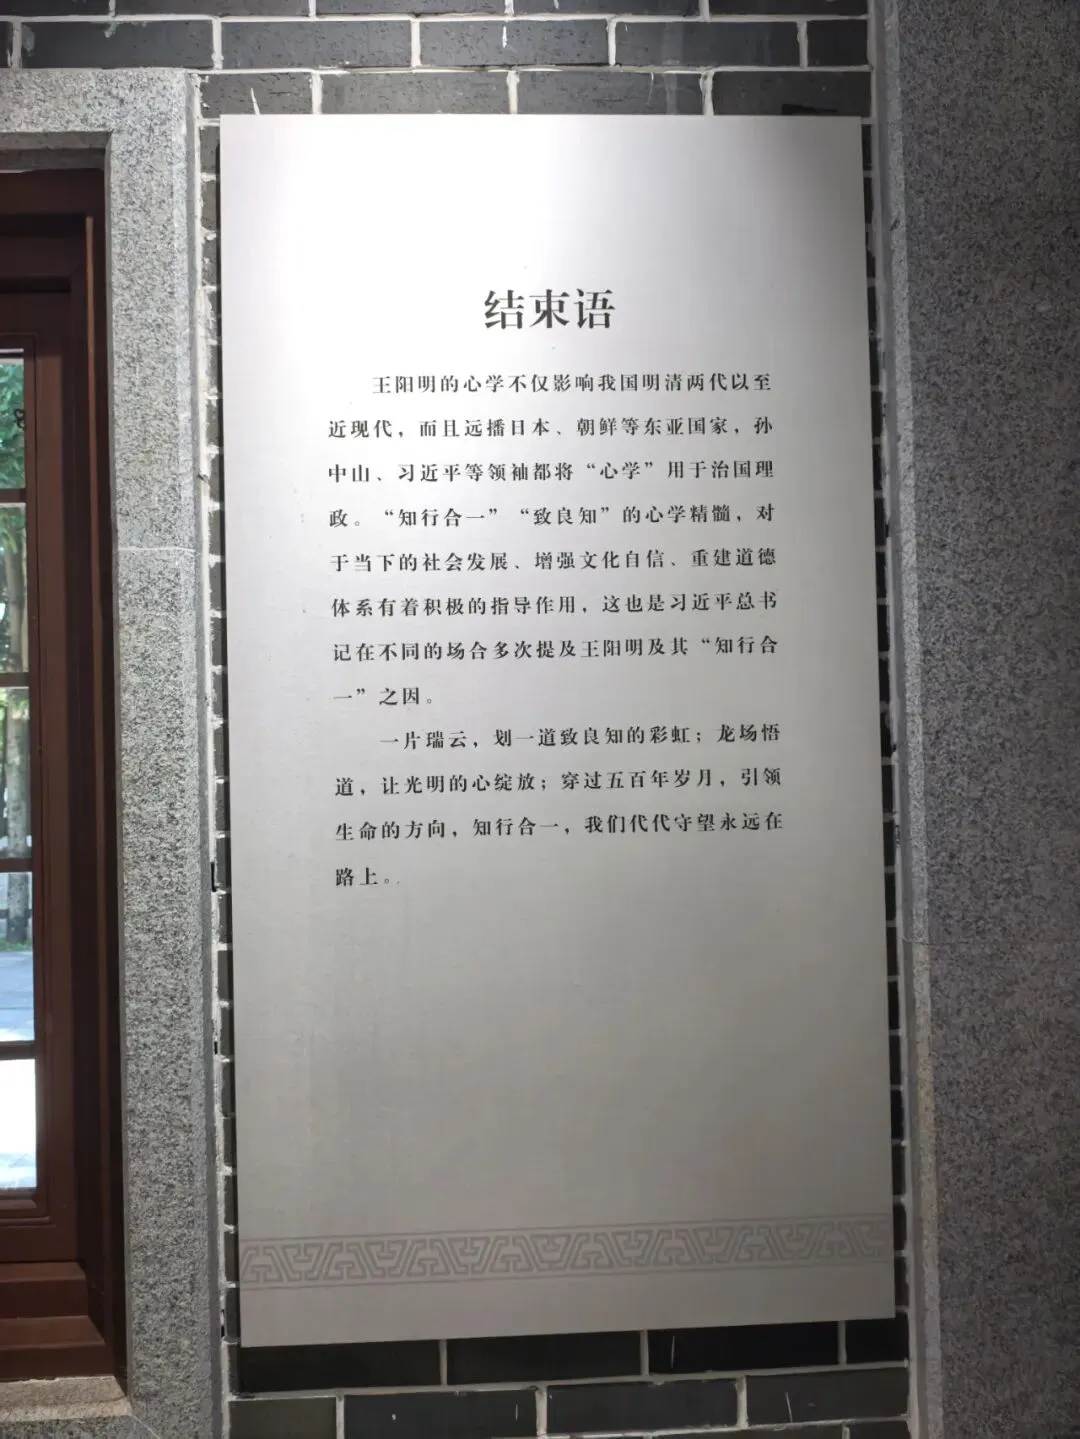 结束语
王阳明的心学不仅影响我国明清两代以至
近现代，而且远播日本、朝鲜等东亚国家，孙
中山、习近平等领袖都将“心学”用于治国理
政。“知行合一”“致良知”的心学精髓，对
于当下的社会发展、增强文化自信、重建道德
体系有着积极的指导作用，这也是习近平总书
记在不同的场合多次提及王阳明及其“知行合
一”之因。
一片瑞云，划一道致良知的彩虹；龙场悟
道，让光明的心绽放；穿过五百年岁月，引领
生命的方向，知行合一，我们代代守望永远在
路上。